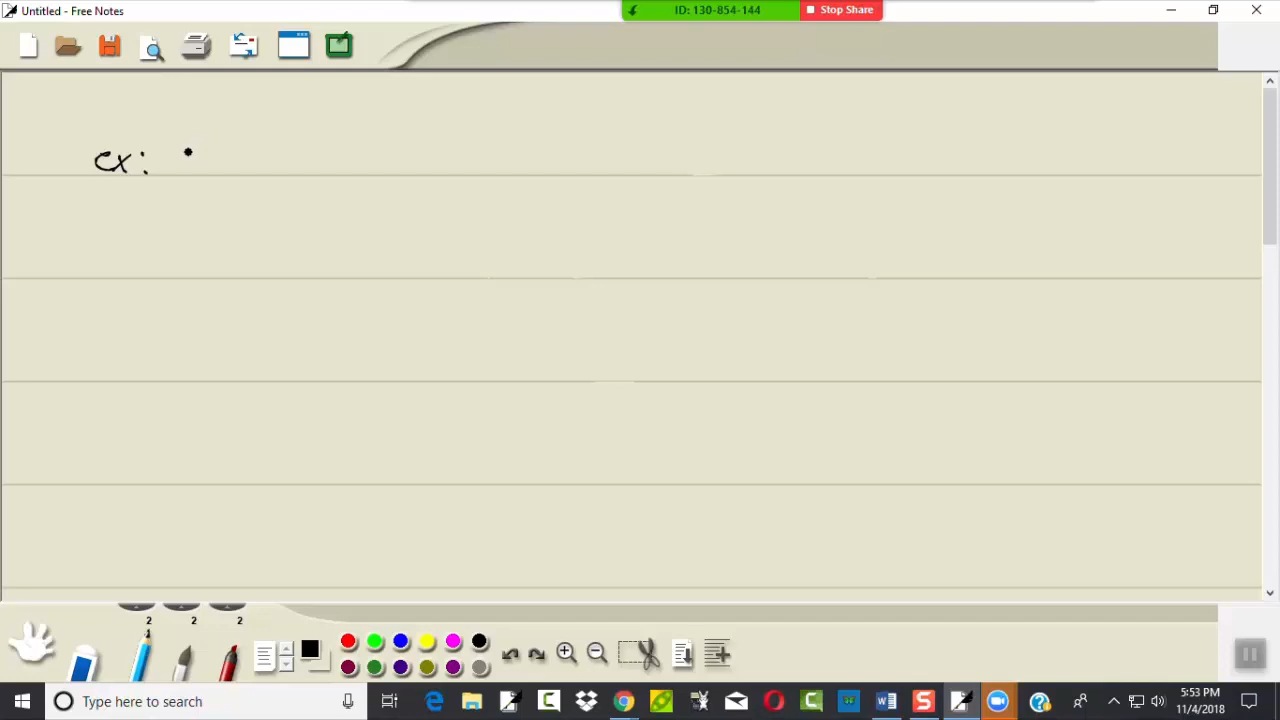 Untitled - Free Notes
ID: 130-854-144
Stop Share
ex:
2
2
2
Type here to search
5:53 PM
11/4/2018